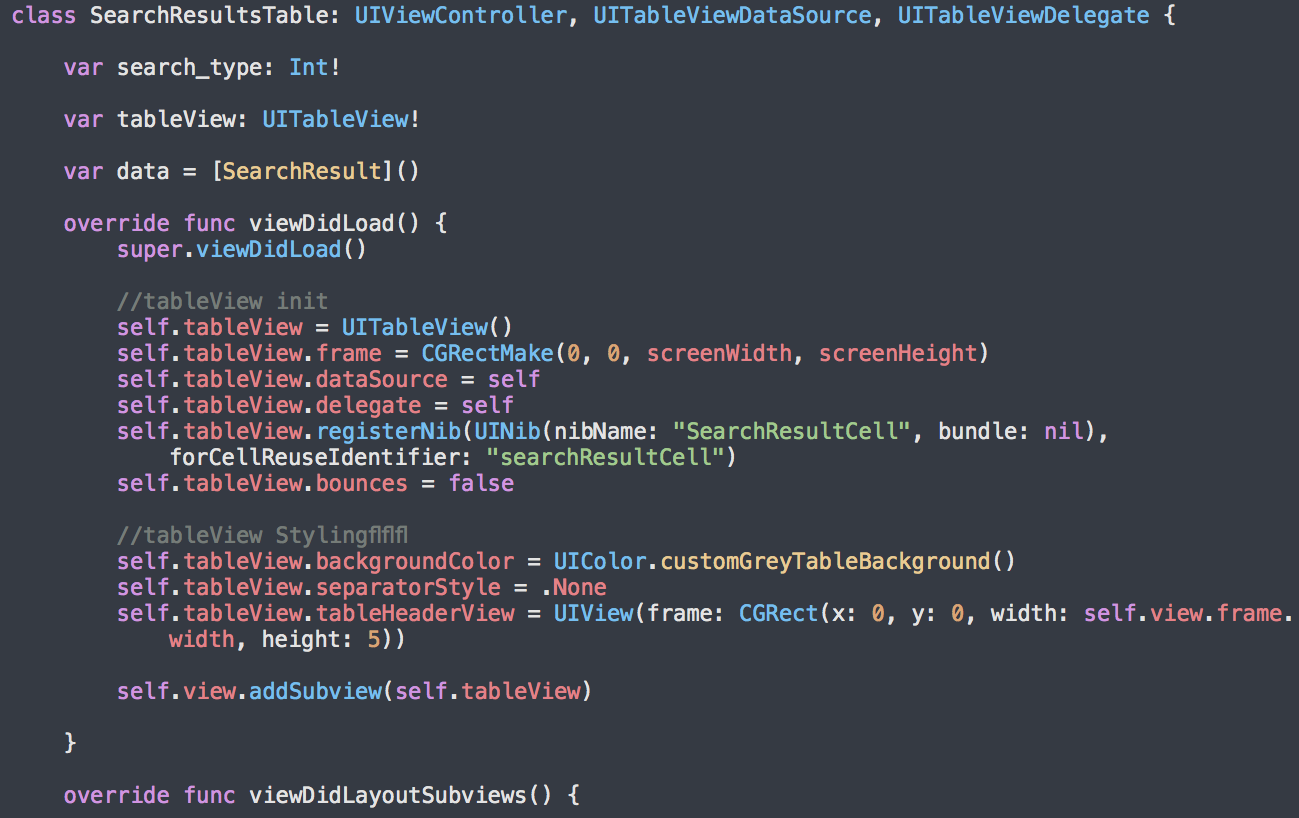 class SearchResultsTable: UIViewController, UITableViewDataSource, UITableViewDelegate {
var search_type: Int!
var tableView: UITableView!
var data = [SearchResult]()
override func viewDidLoad() {
super.viewDidLoad()
//tableView init
self.tableView = UITableView()
self.tableView.frame = CGRectMake(0, 0, screenWidth, screenHeight)
self.tableView.dataSource = self
self.tableView.delegate = self
self.tableView.registerNib(UINib(nibName: "SearchResultCell", bundle: nil),
forCellReuseIdentifier: "searchResultCell")
self.tableView.bounces = false
//tableView Stylingflflfl
self.tableView.backgroundColor = UIColor.customGreyTableBackground()
self.tableView.separatorStyle = .None
self.tableView.tableHeaderView = UIView(frame: CGRect(x: 0, y: 0, width: self.view.frame.
width, height: 5))
self.view.addSubview(self.tableView)
}
override func viewDidLayoutSubviews() {